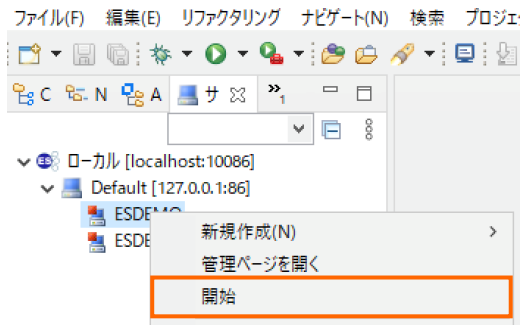 ファイル(F) 編集(E) リファクタリング ナビゲート(N) 検索 プロジェ
C N A サ »1
ローカル [localhost:10086]
Default [127.0.0.1:86]
ESDEMO
ESDE
新規作成(N)
管理ページを開く
開始